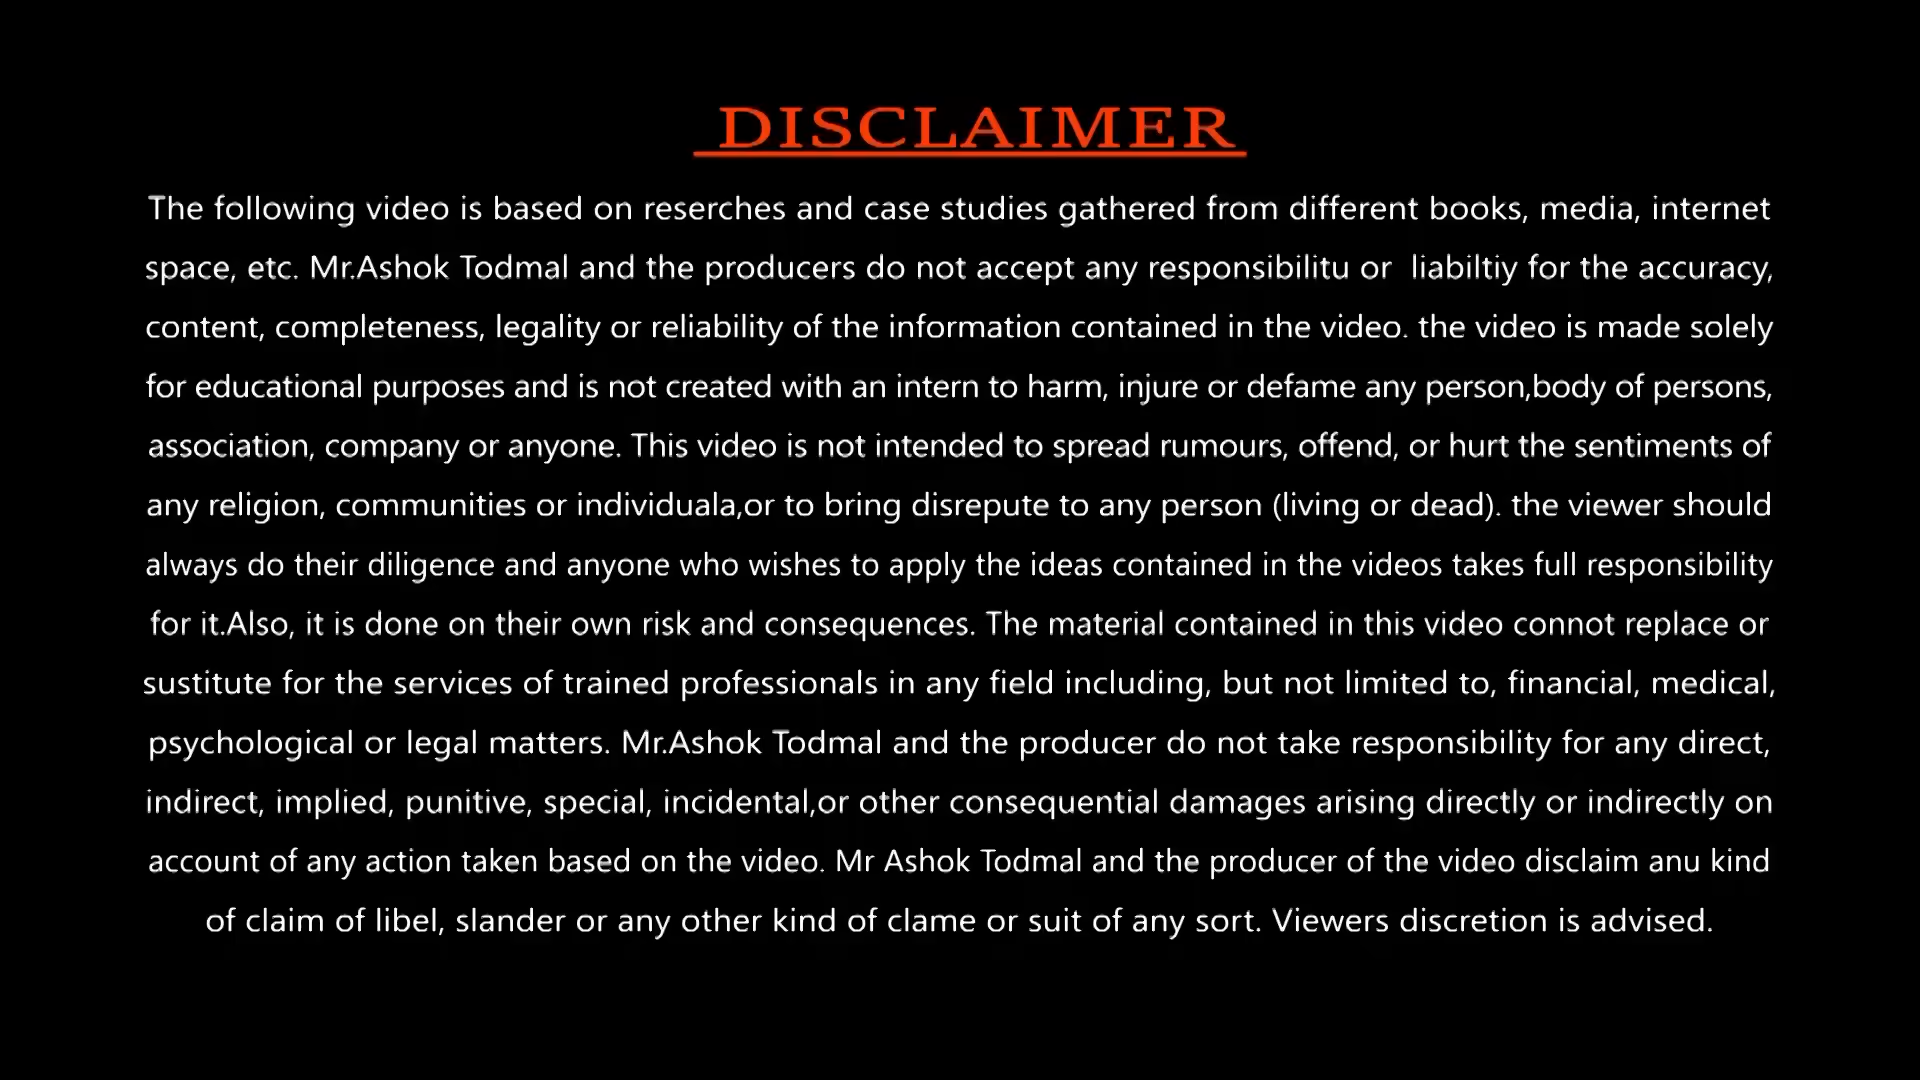 DISCLAIMER
The following video is based on reserches and case studies gathered from different books, media, internet
space, etc. Mr.Ashok Todmal and the producers do not accept any responsibilitu or liabiltiy for the accuracy,
content, completeness, legality or reliability of the information contained in the video. the video is made solely
for educational purposes and is not created with an intern to harm, injure or defame any person,body of persons,
association, company or anyone. This video is not intended to spread rumours, offend, or hurt the sentiments of
any religion, communities or individuala,or to bring disrepute to any person (living or dead). the viewer should
always do their diligence and anyone who wishes to apply the ideas contained in the videos takes full responsibility
for it.Also, it is done on their own risk and consequences. The material contained in this video connot replace or
sustitute for the services of trained professionals in any field including, but not limited to, financial, medical,
psychological or legal matters. Mr.Ashok Todmal and the producer do not take responsibility for any direct,
indirect, implied, punitive, special, incidental,or other consequential damages arising directly or indirectly on
account of any action taken based on the video. Mr Ashok Todmal and the producer of the video disclaim anu kind
of claim of libel, slander or any other kind of clame or suit of any sort. Viewers discretion is advised.